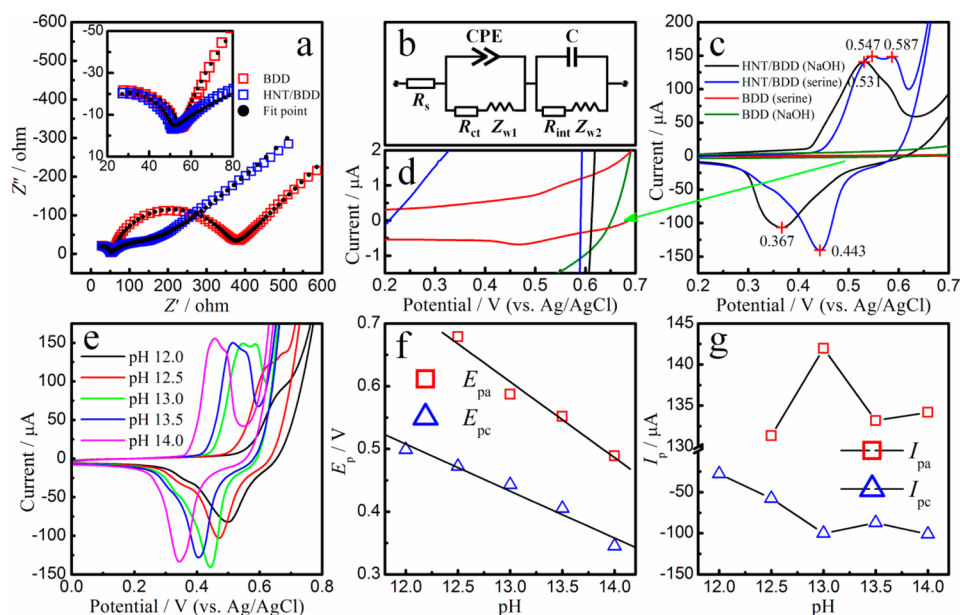 a
-600
-500
-400
-300
-200
-100
0
Z″ / ohm
0 100 200 300 400 500 600
Z′ / ohm
-50
-30
-10
10
20 40 60 80
BDD
HNT/BDD
Fit point
b
CPE
C
Rs
Rct Zw1
Rint Zw2
c
200
150
100
50
0
-50
-100
-150
Current / μA
HNT/BDD (NaOH)
HNT/BDD (serine)
BDD (serine)
BDD (NaOH)
0.547 0.587
0.531
0.367
0.443
0.2 0.3 0.4 0.5 0.6 0.7
Potential / V (vs. Ag/AgCl)
d
2
1
0
-1
Current / μA
0.2 0.3 0.4 0.5 0.6 0.7
Potential / V (vs. Ag/AgCl)
e
150
100
50
0
-50
-100
-150
Current / μA
pH 12.0
pH 12.5
pH 13.0
pH 13.5
pH 14.0
0.0 0.2 0.4 0.6 0.8
Potential / V (vs. Ag/AgCl)
f
0.7
0.6
0.5
0.4
0.3
Ep / V
Epa
Epc
12.0 12.5 13.0 13.5 14.0
pH
g
145
140
135
130
-50
-100
-150
Ip / μA
Ipa
Ipc
12.0 12.5 13.0 13.5 14.0
pH